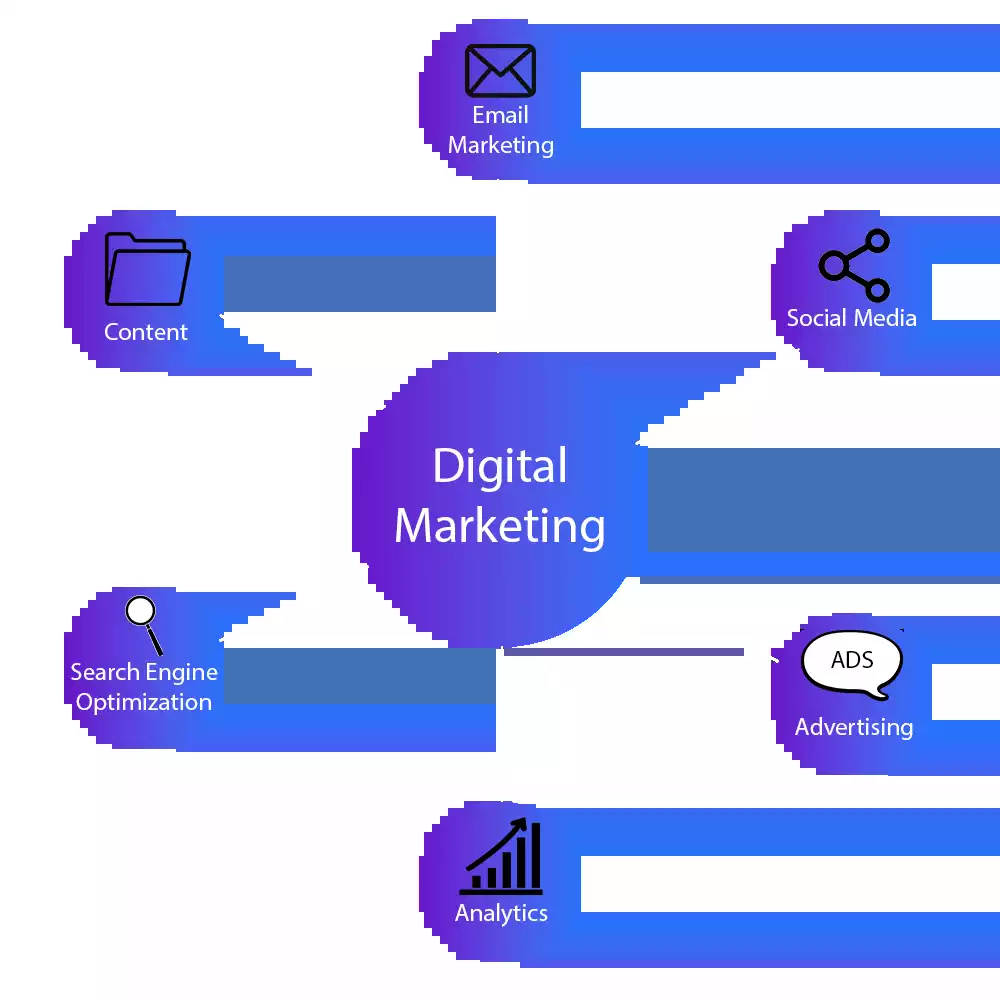 Email
Marketing
Content
Social Media
Digital
Marketing
Search Engine
Optimization
ADS
Advertising
Analytics